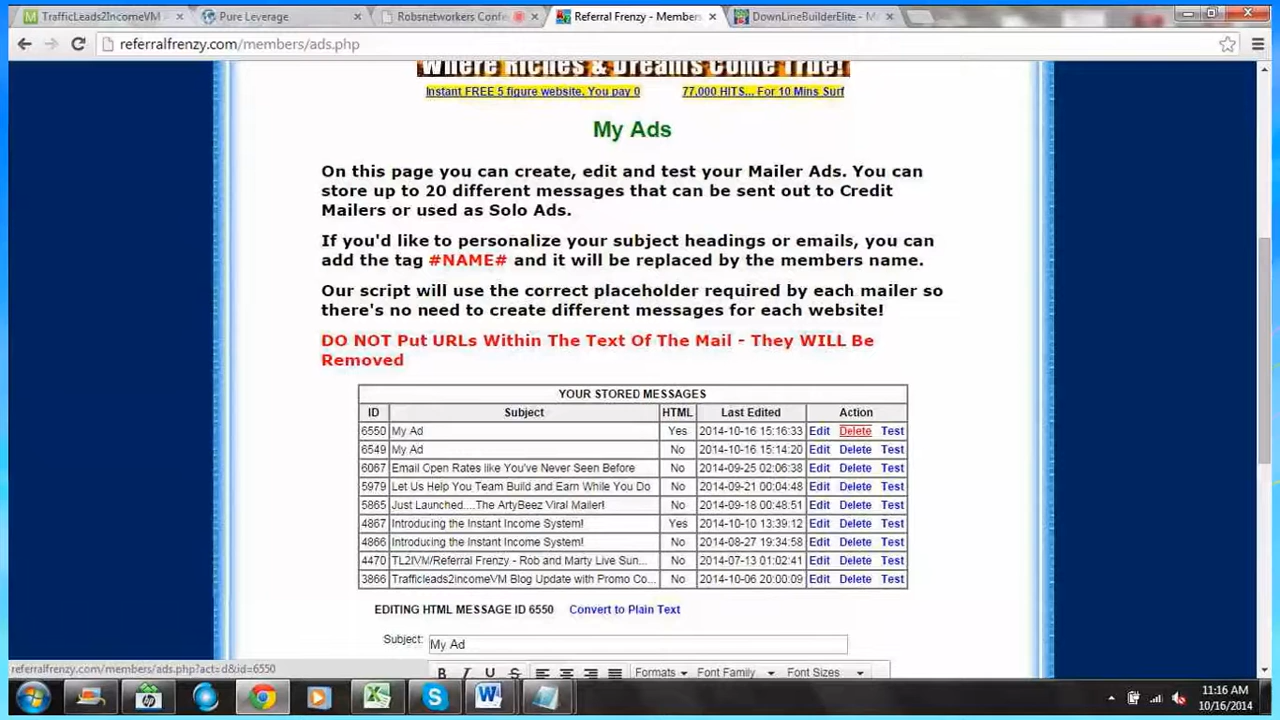 TrafficLeads2IncomeVM
Pure Leverage
Robsnetworkers Confe
Referral Frenzy - Members
DownLineBuilderElite - M
referralfrenzy.com/members/ads.php
Where Riches & Dreams Come True!
Instant FREE 5 figure website. You pay 0
77,000 HITS... For 10 Mins Surf
My Ads
On this page you can create, edit and test your Mailer Ads. You can
store up to 20 different messages that can be sent out to Credit
Mailers or used as Solo Ads.
If you'd like to personalize your subject headings or emails, you can
add the tag #NAME# and it will be replaced by the members name.
Our script will use the correct placeholder required by each mailer so
there's no need to create different messages for each website!
DO NOT Put URLs Within The Text Of The Mail - They WILL Be
Removed
YOUR STORED MESSAGES
ID Subject HTML Last Edited Action
6550 My Ad Yes 2014-10-16 15:16:33 Edit Delete Test
6549 My Ad No 2014-10-16 15:14:20 Edit Delete Test
6067 Email Open Rates like You've Never Seen Before No 2014-09-25 02:06:38 Edit Delete Test
5979 Let Us Help You Team Build and Earn While You Do No 2014-09-21 00:04:48 Edit Delete Test
5865 Just Launched....The ArtyBeez Viral Mailer! No 2014-09-18 00:48:51 Edit Delete Test
4867 Introducing the Instant Income System! Yes 2014-10-10 13:39:12 Edit Delete Test
4866 Introducing the Instant Income System! No 2014-08-27 19:34:58 Edit Delete Test
4470 TL2IVM/Referral Frenzy - Rob and Marty Live Sun... No 2014-07-13 01:02:41 Edit Delete Test
3866 Trafficleads2incomeVM Blog Update with Promo Co... No 2014-10-06 20:00:09 Edit Delete Test
EDITING HTML MESSAGE ID 6550 Convert to Plain Text
Subject: My Ad
B I U S Formats Font Family Font Sizes
referralfrenzy.com/members/ads.php?act=d&id=6550
11:16 AM
10/16/2014